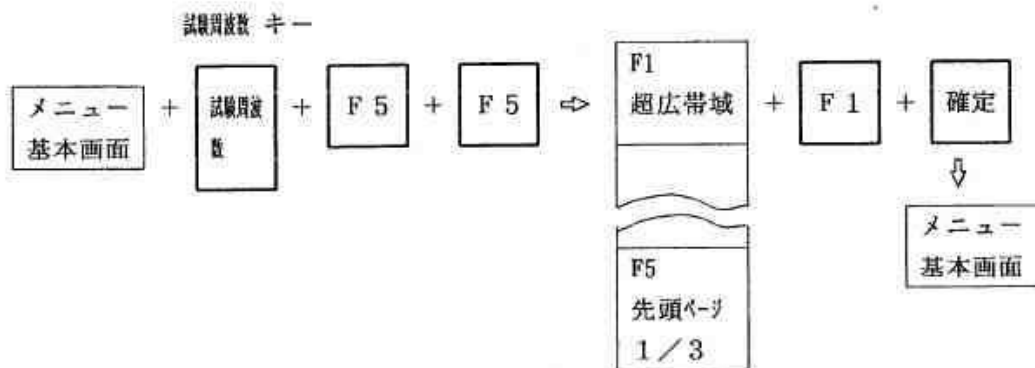 試験周波数 キー
メニュー
基本画面
+
試験周波
数
+
F 5
+
F 5
⇨
F1
超広帯域
+
F 1
+
確定
⇩
メニュー
基本画面
F5
先頭ページ
1/3